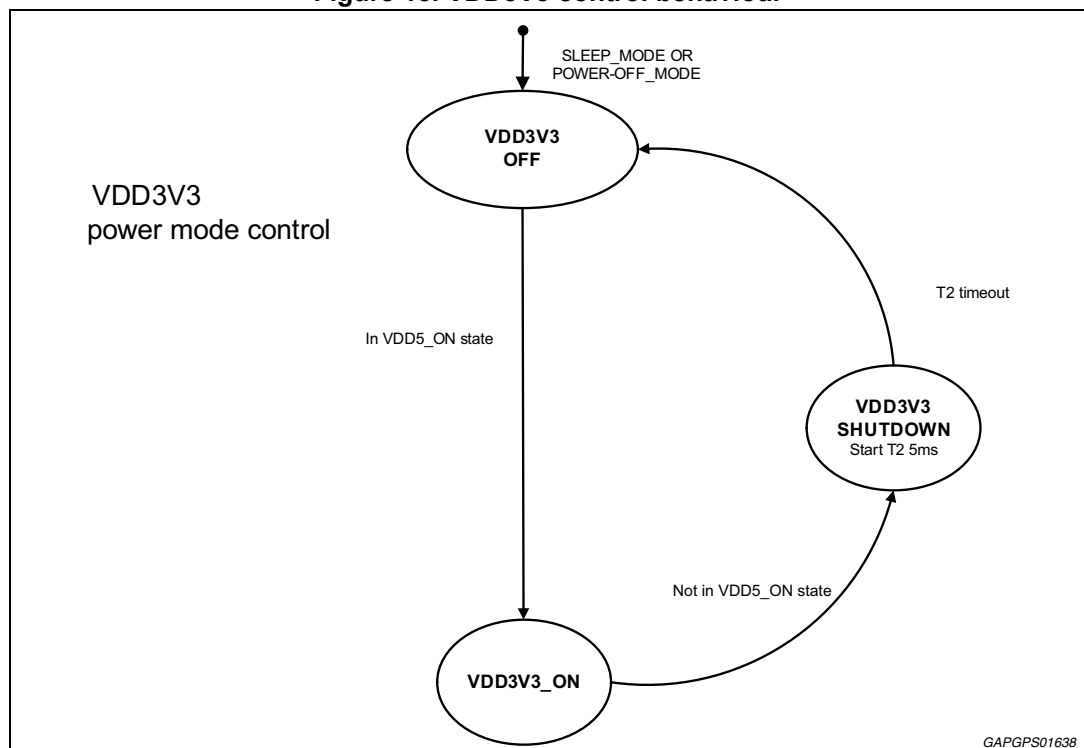 SLEEP_MODE OR
POWER-OFF_MODE
VDD3V3
OFF
VDD3V3
power mode control
T2 timeout
In VDD5_ON state
VDD3V3
SHUTDOWN
Start T2 5ms
Not in VDD5_ON state
VDD3V3_ON
GAPGPS01638